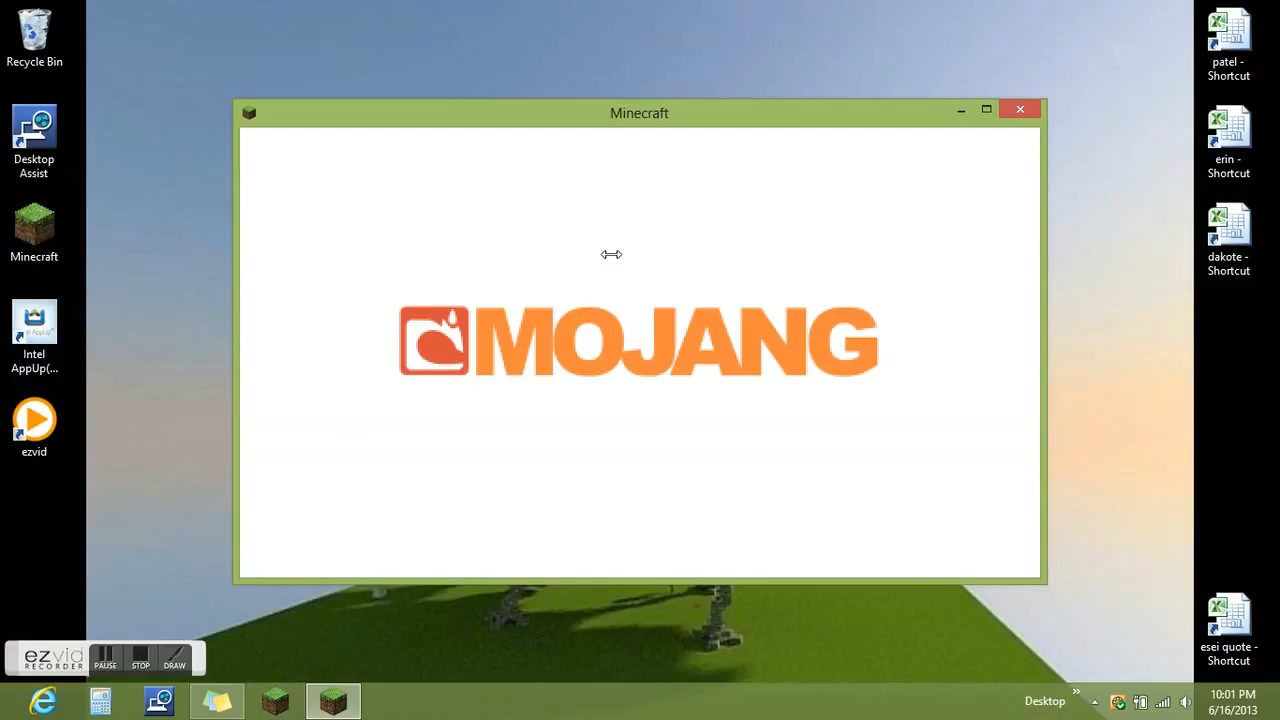 Recycle Bin
Desktop
Assist
Minecraft
Intel
AppUp(...
ezvid
Minecraft
MOJANG
patel -
Shortcut
erin -
Shortcut
dakote -
Shortcut
esei quote -
Shortcut
ezvid
RECORDER
PAUSE
STOP
DRAW
Desktop
10:01 PM
6/16/2013